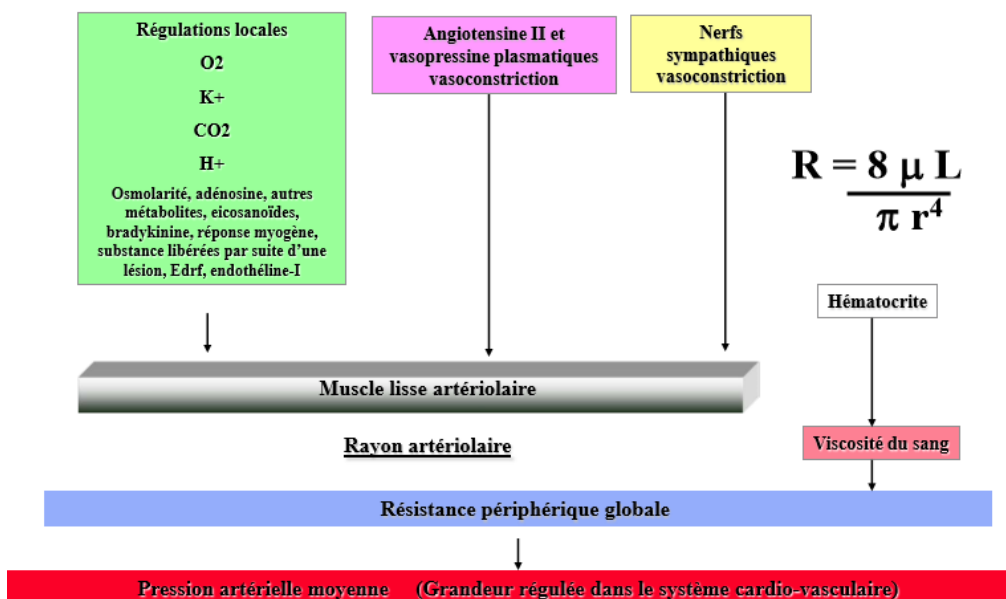 Régulations locales
O2
K+
CO2
H+
Osmolarité, adénosine, autres
métabolites, eicosanoïdes,
bradykinine, réponse myogène,
substance libérées par suite d'une
lésion, Edrf, endothéline-I
Angiotensine II et
vasopressine plasmatiques
vasoconstriction
Nerfs
sympathiques
vasoconstriction
R = 8 μ L
π r⁴
Hématocrite
Muscle lisse artériolaire
Rayon artériolaire
Viscosité du sang
Résistance périphérique globale
Pression artérielle moyenne (Grandeur régulée dans le système cardio-vasculaire)